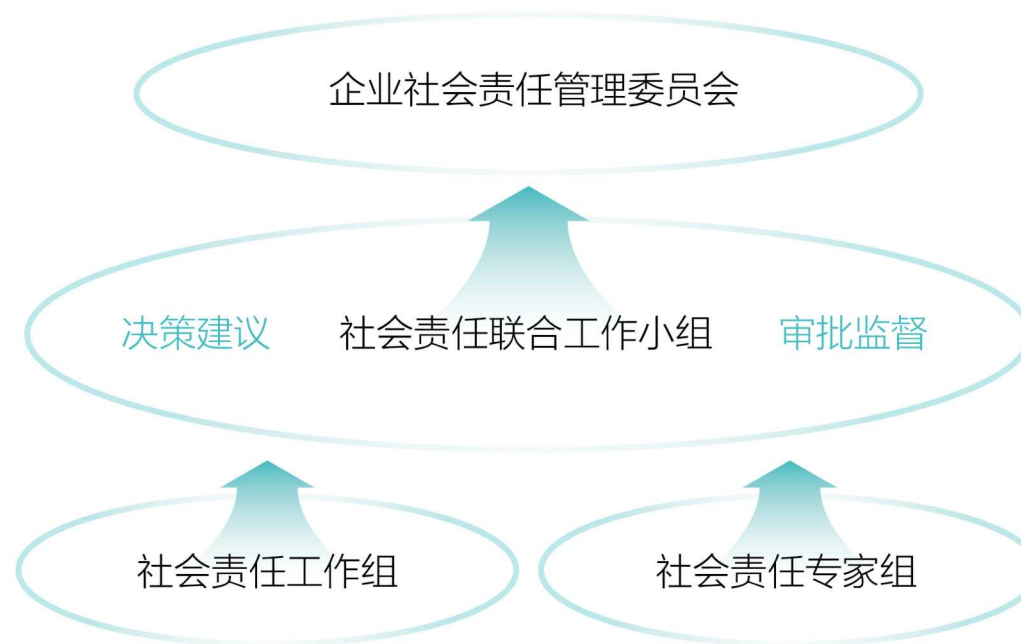 企业社会责任管理委员会
决策建议 社会责任联合工作小组 审批监督
社会责任工作组 社会责任专家组